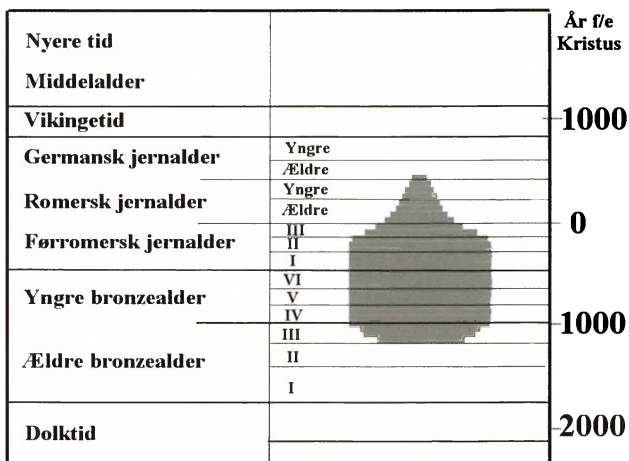 År f/e
Kristus
Nyere tid
Middelalder
Vikingetid
1000
Germansk jernalder
Yngre
Ældre
Romersk jernalder
Yngre
Ældre
0
Førromersk jernalder
III
II
I
Yngre bronzealder
VI
V
IV
1000
Ældre bronzealder
III
II
I
Dolktid
2000